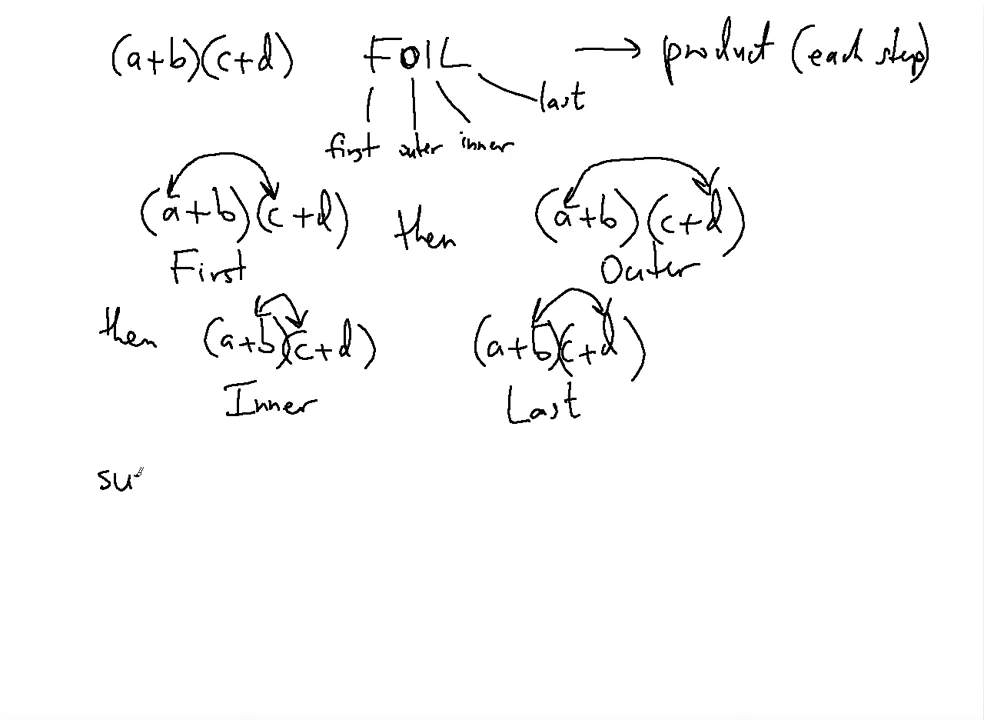 (a+b)(c+d) FOIL → product (each step)
last
first outer inner
(a+b)(c+d) then (a+b)(c+d)
First Outer
then (a+b)(c+d) (a+b)(c+d)
Inner Last
su